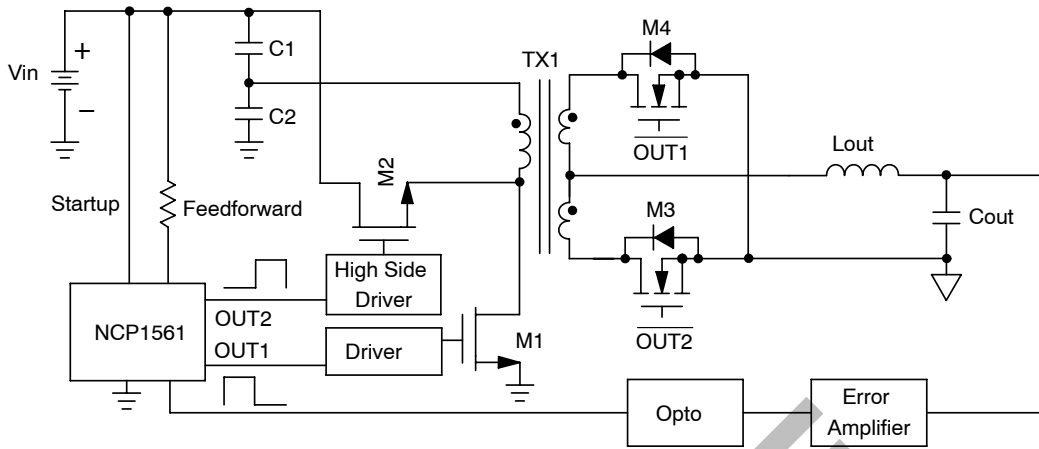 Vin
+
−
C1
C2
TX1
M4
OUT1
Lout
Cout
M3
OUT2
M2
Startup
Feedforward
High Side
Driver
NCP1561
OUT2
OUT1
Driver
M1
Opto
Error
Amplifier